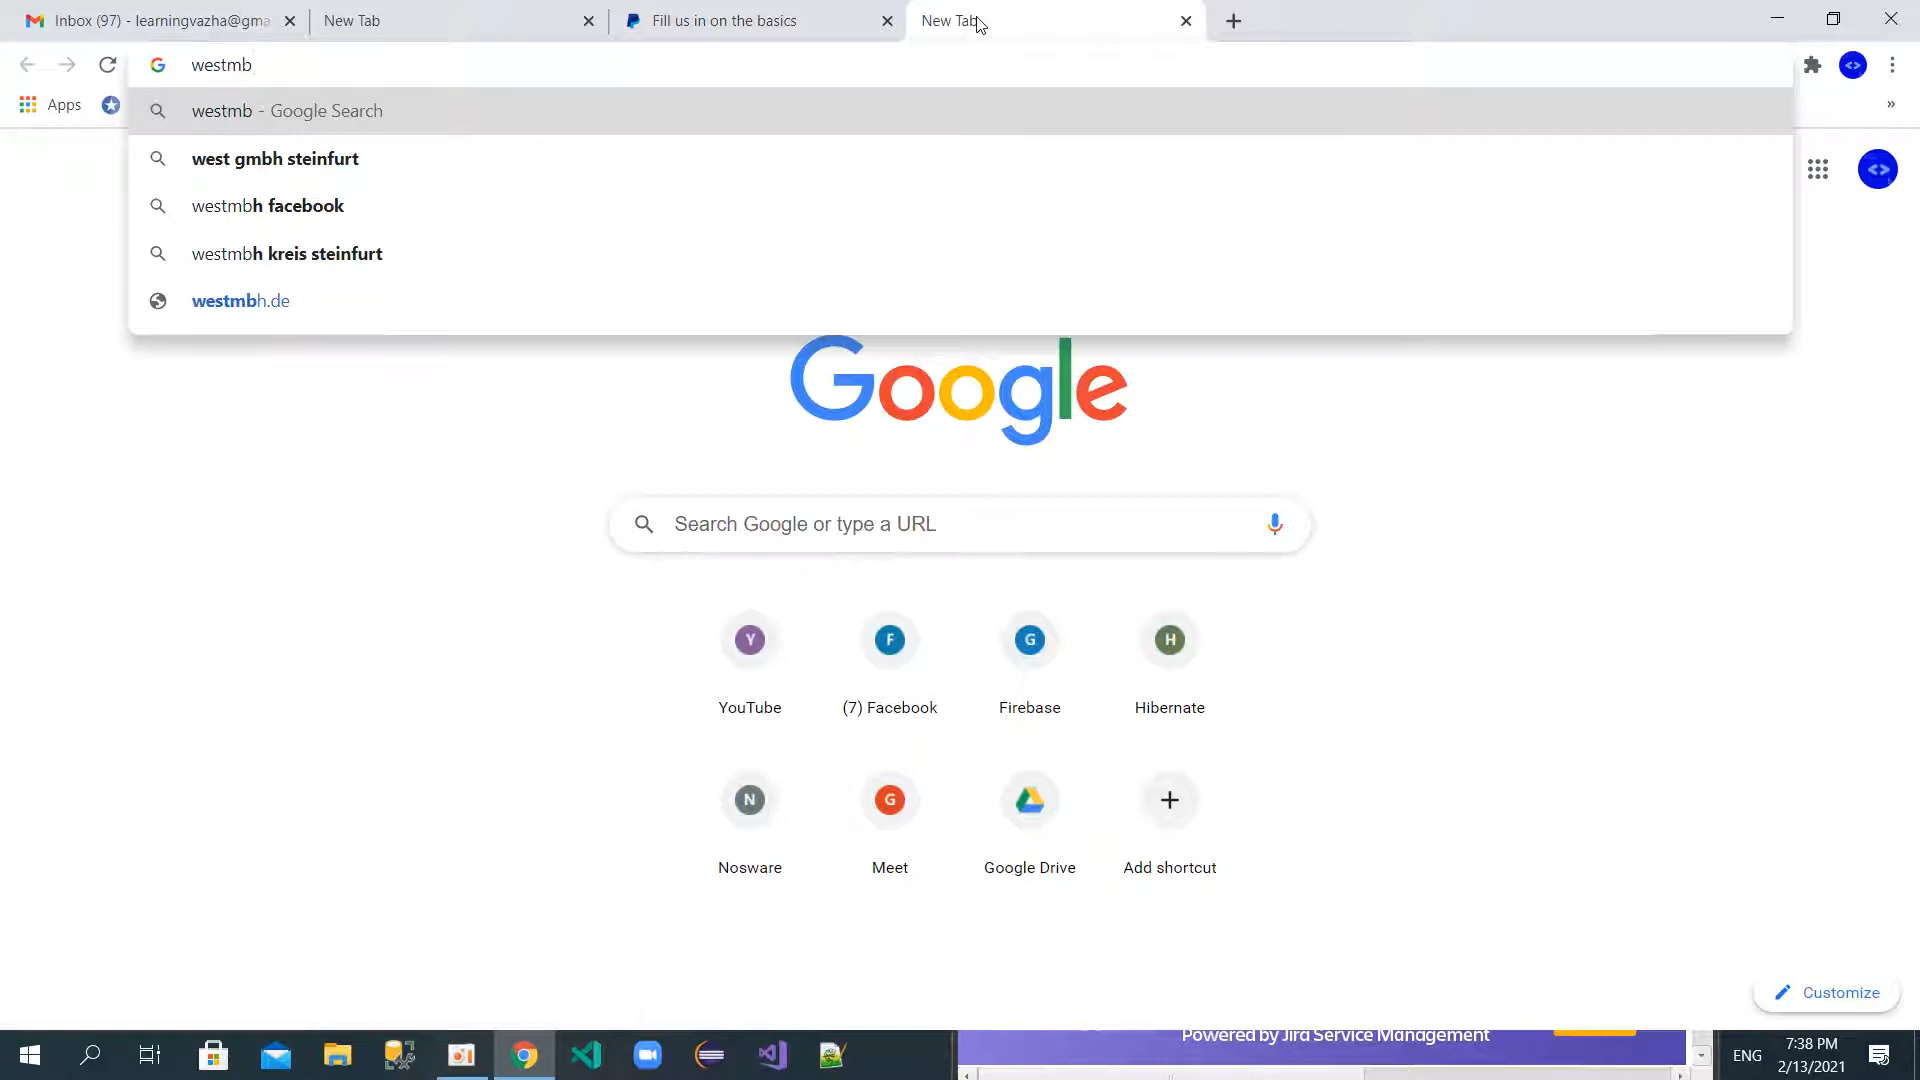 Inbox (97) - learningvazha@gma
New Tab
Fill us in on the basics
New Tab
westmb
Apps
westmb - Google Search
west gmbh steinfurt
westmbh facebook
westmbh kreis steinfurt
westmbh.de
Google
Search Google or type a URL
Y
F
G
H
YouTube
(7) Facebook
Firebase
Hibernate
N
G
Nosware
Meet
Google Drive
Add shortcut
Customize
Powered by Jira Service Management
ENG
7:38 PM
2/13/2021